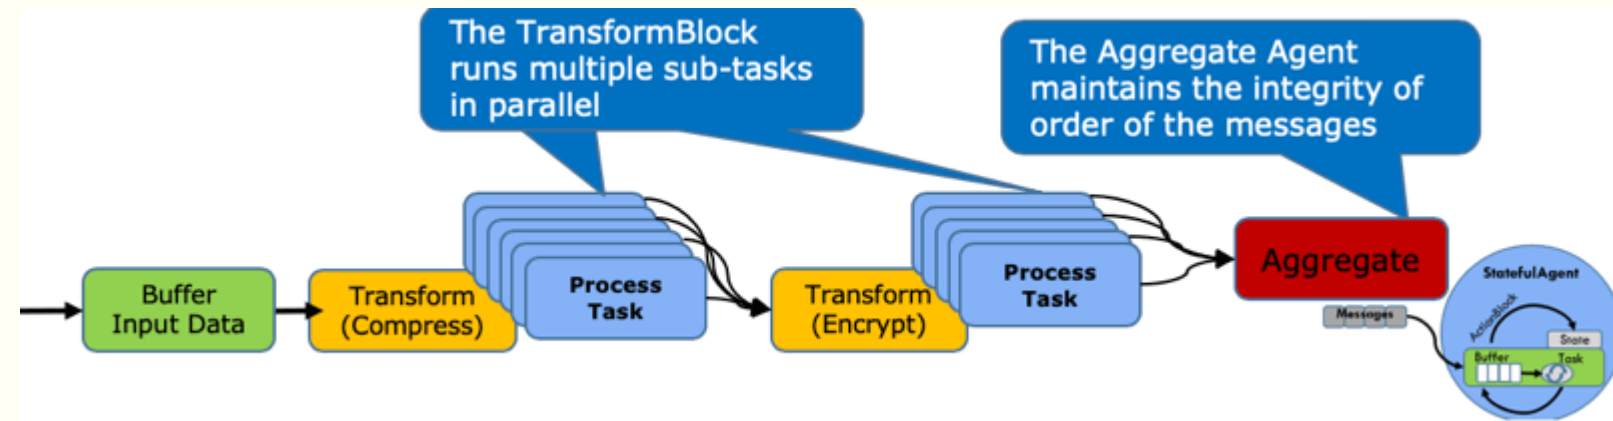 The TransformBlock
runs multiple sub-tasks
in parallel
The Aggregate Agent
maintains the integrity of
order of the messages
Buffer
Input Data
Transform
(Compress)
Process
Task
Transform
(Encrypt)
Process
Task
Aggregate
Messages
StatefulAgent
ActionBlock
State
Buffer
Task